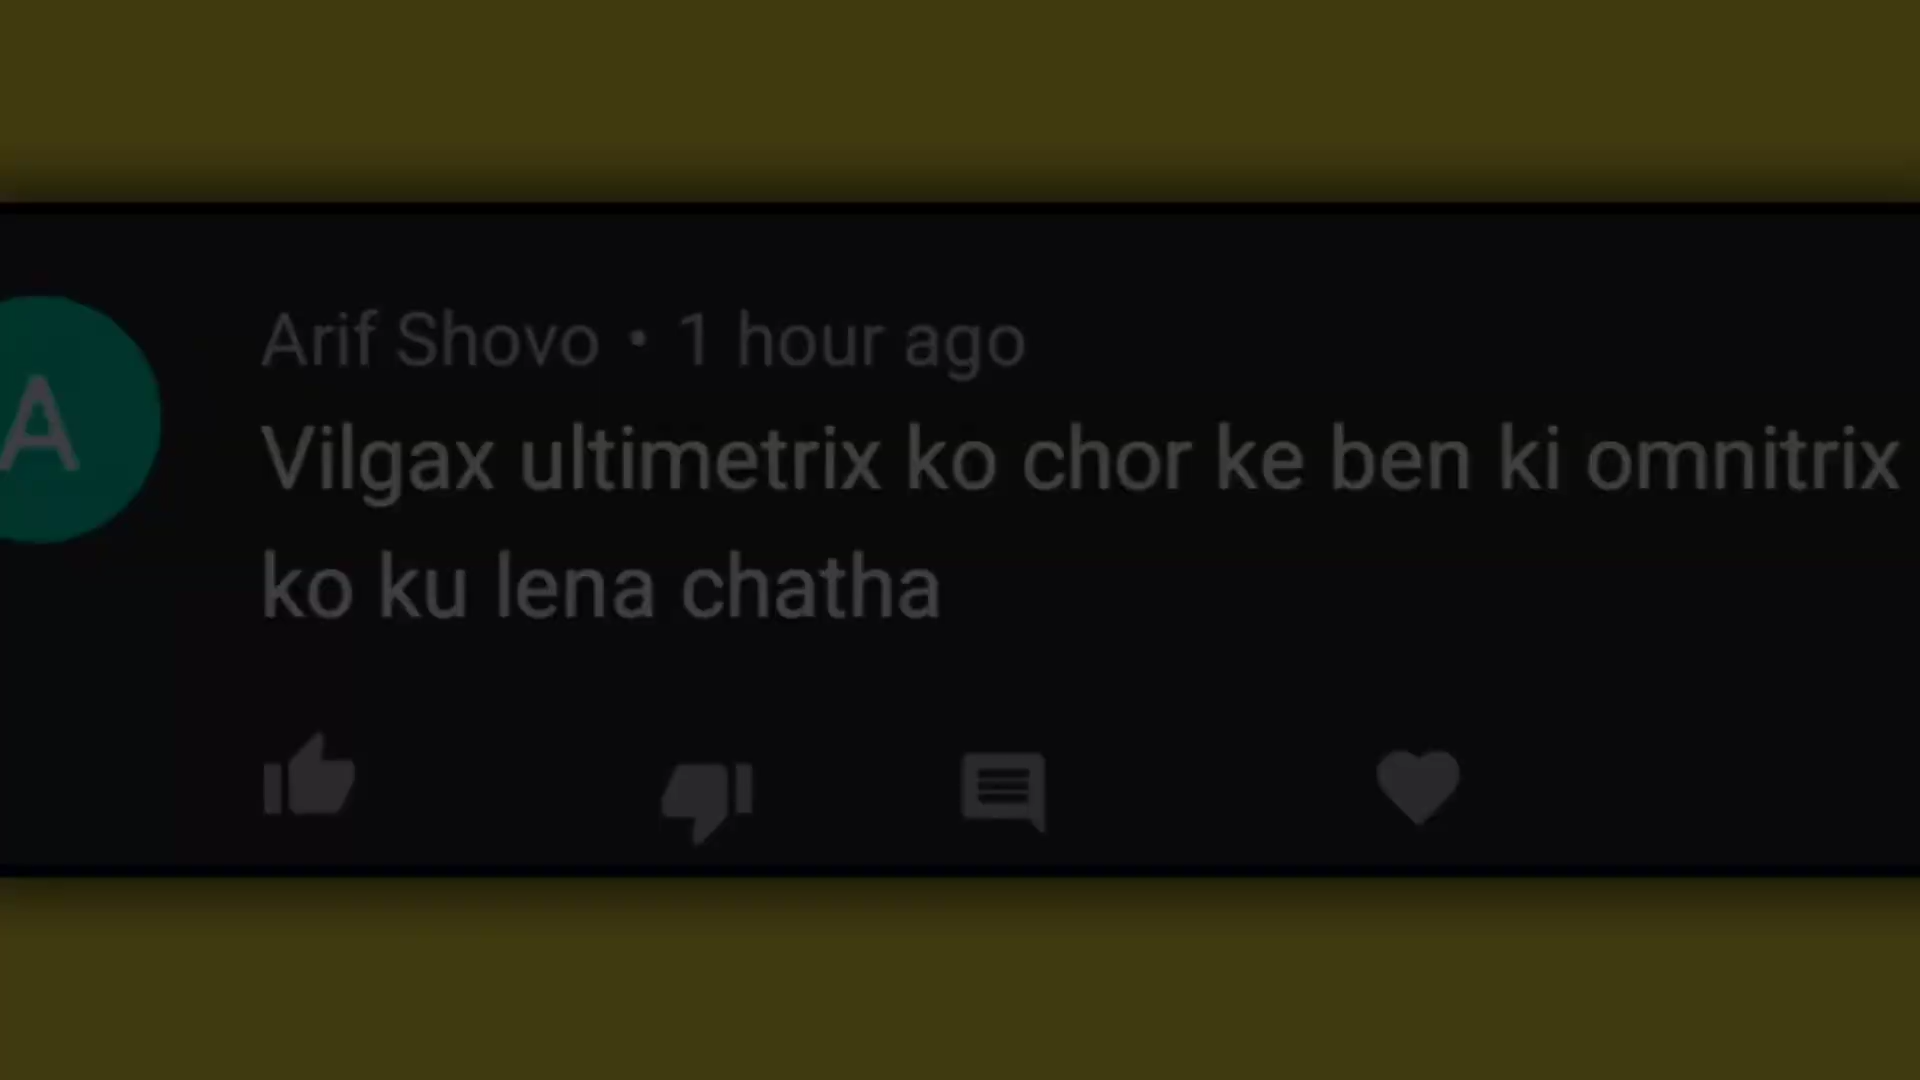 A
Arif Shovo • 1 hour ago
Vilgax ultimetrix ko chor ke ben ki omnitrix
ko ku lena chatha